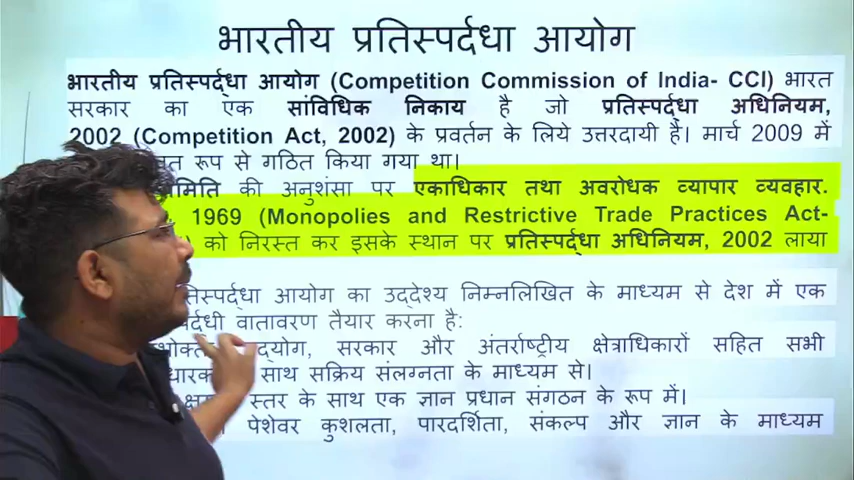 भारतीय प्रतिस्पर्द्धा आयोग
भारतीय प्रतिस्पर्द्धा आयोग (Competition Commission of India- CCI) भारत
सरकार का एक सांविधिक निकाय है जो प्रतिस्पर्द्धा अधिनियम,
2002 (Competition Act, 2002) के प्रवर्तन के लिये उत्तरदायी है। मार्च 2009 में
रूप से गठित किया गया था।
की अनुशंसा पर एकाधिकार तथा अवरोधक व्यापार व्यवहार.
1969 (Monopolies and Restrictive Trade Practices Act-
को निरस्त कर इसके स्थान पर प्रतिस्पर्द्धा अधिनियम, 2002 लाया
आयोग का उद्देश्य निम्नलिखित के माध्यम से देश में एक
वातावरण तैयार करना है:
सरकार और अंतर्राष्ट्रीय क्षेत्राधिकारों सहित सभी
साथ सक्रिय संलग्नता के माध्यम से।
स्तर के साथ एक ज्ञान प्रधान संगठन के रूप में।
पेशेवर कुशलता, पारदर्शिता, संकल्प और ज्ञान के माध्यम